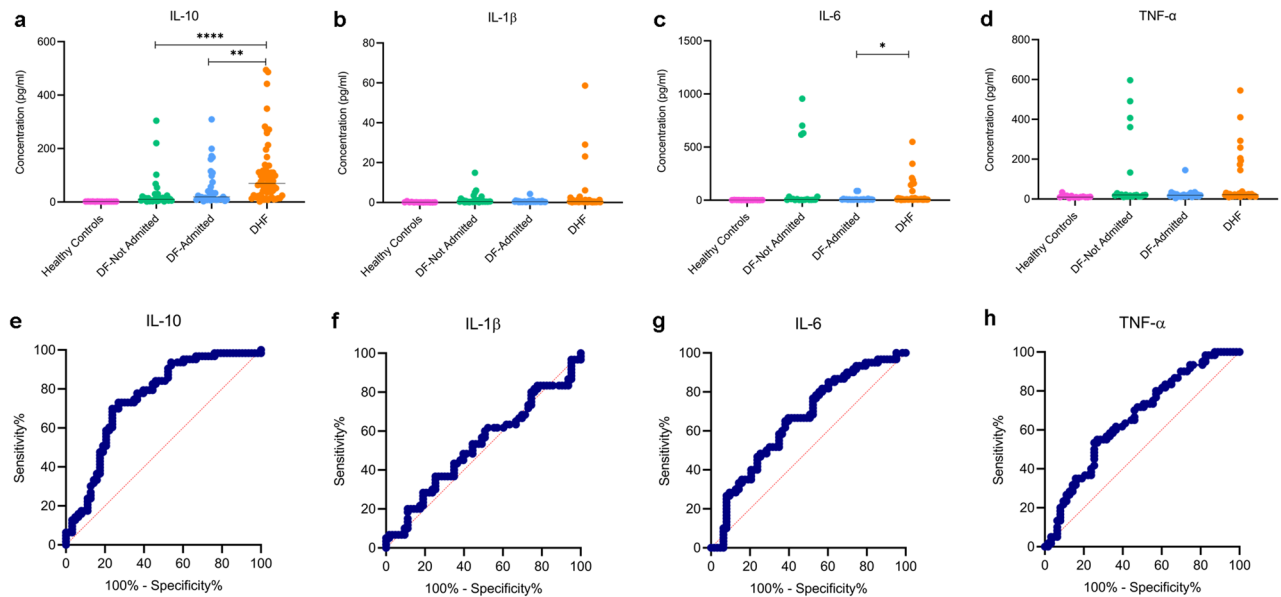 a
IL-10
Concentration (pg/ml)
600
400
200
0
****
**
Healthy Controls
DF-Not Admitted
DF-Admitted
DHF
b
IL-1β
Concentration (pg/ml)
80
60
40
20
0
Healthy Controls
DF-Not Admitted
DF-Admitted
DHF
c
IL-6
Concentration (pg/ml)
1500
1000
500
0
*
Healthy Controls
DF-Not Admitted
DF-Admitted
DHF
d
TNF-α
Concentration (pg/ml)
800
600
400
200
0
Healthy Controls
DF-Not Admitted
DF-Admitted
DHF
e
IL-10
Sensitivity%
100
80
60
40
20
0
0 20 40 60 80 100
100% - Specificity%
f
IL-1β
Sensitivity%
100
80
60
40
20
0
0 20 40 60 80 100
100% - Specificity%
g
IL-6
Sensitivity%
100
80
60
40
20
0
0 20 40 60 80 100
100% - Specificity%
h
TNF-α
Sensitivity%
100
80
60
40
20
0
0 20 40 60 80 100
100% - Specificity%